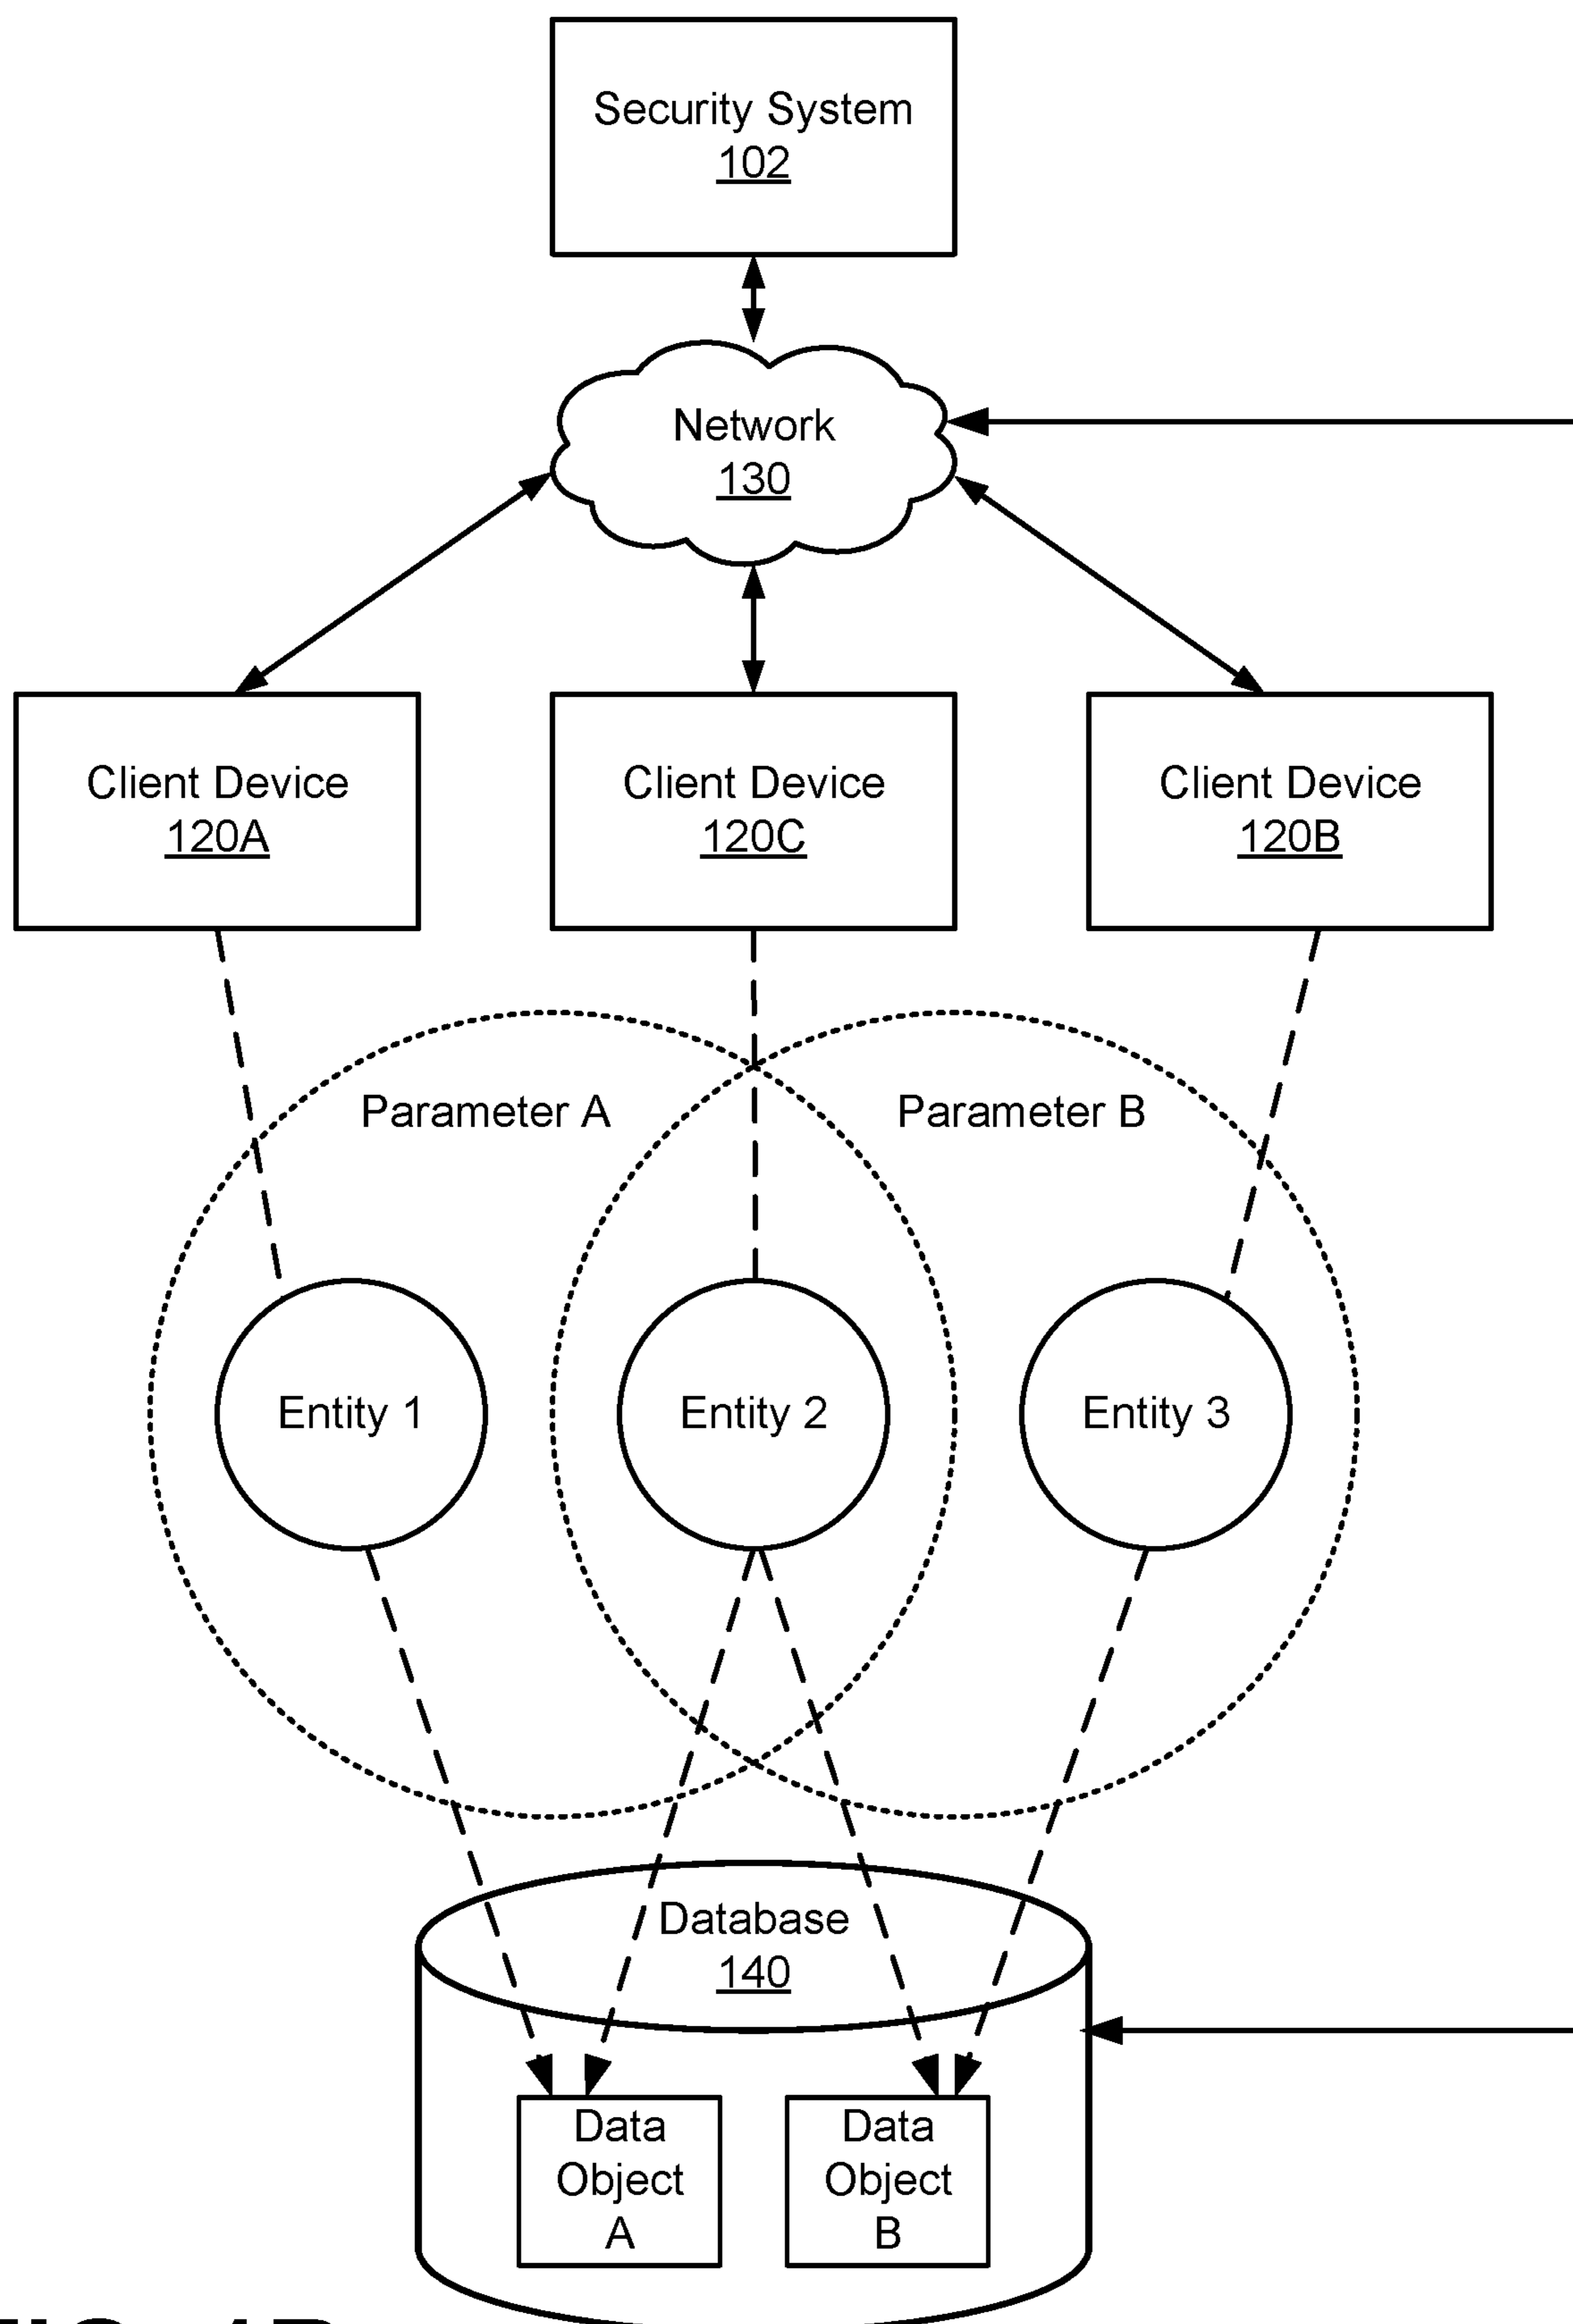 Security System
102
Network
130
Client Device
120A
Client Device
120C
Client Device
120B
Parameter A
Parameter B
Entity 1
Entity 2
Entity 3
Database
140
Data
Object
A
Data
Object
B